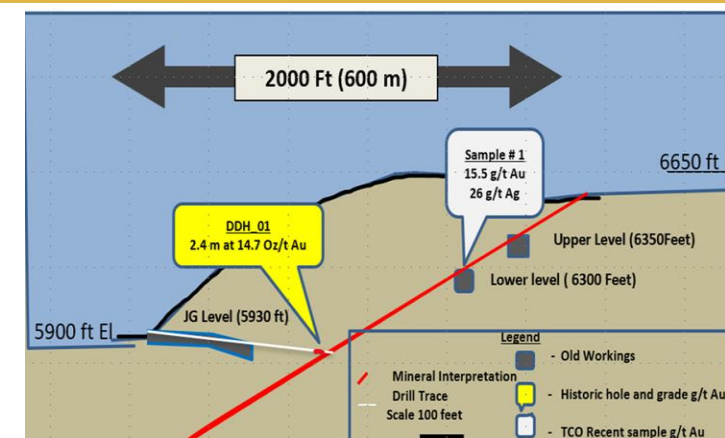 2000 Ft (600 m)
Sample # 1
15.5 g/t Au
26 g/t Ag
6650 ft
DDH_01
2.4 m at 14.7 Oz/t Au
Upper Level (6350Feet)
Lower level ( 6300 Feet)
JG Level (5930 ft)
5900 ft El
Legend
- Old Workings
Mineral Interpretation
Drill Trace
- Historic hole and grade g/t Au
Scale 100 feet
- TCO Recent sample g/t Au